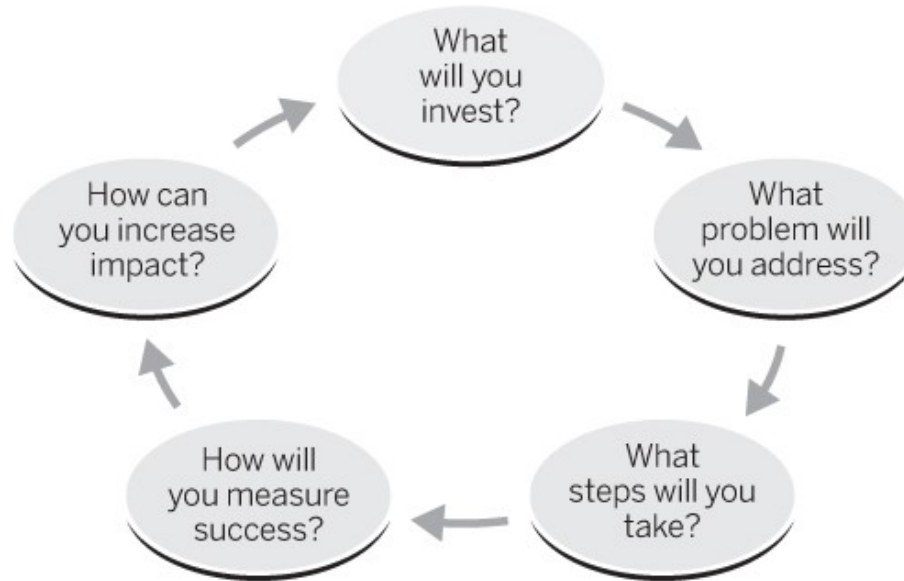 What
will you
invest?
What
problem will
you address?
What
steps will you
take?
How will
you measure
success?
How can
you increase
impact?